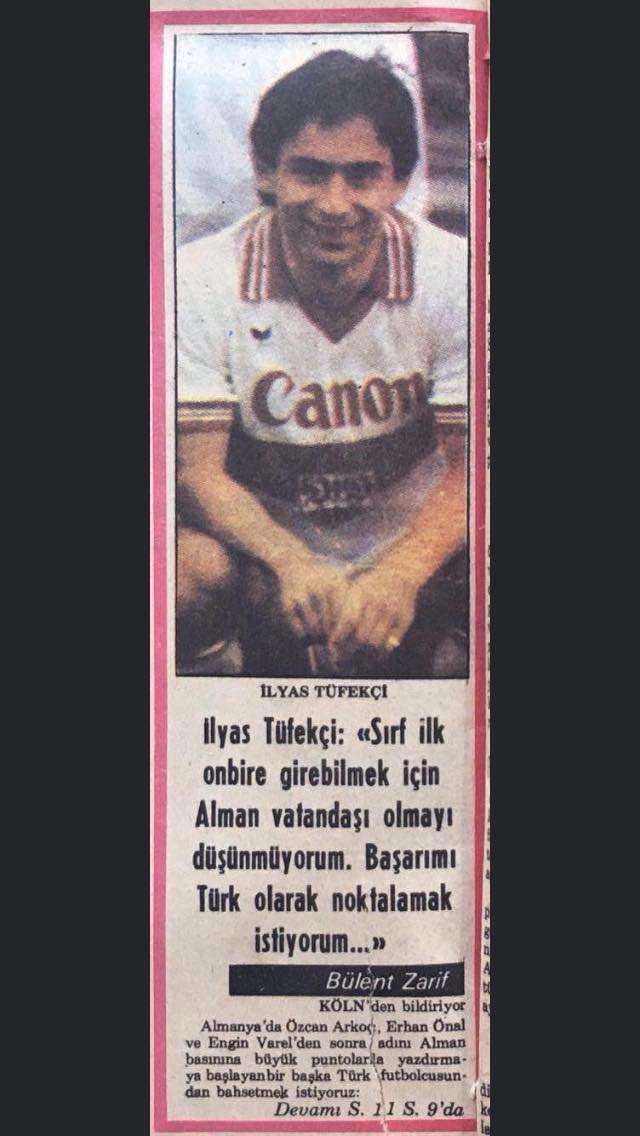 Canon
İLYAS TÜFEKÇİ
İlyas Tüfekçi: «Sırf ilk
onbire girebilmek için
Alman vatandaşı olmayı
düşünmüyorum. Başarımı
Türk olarak noktalamak
istiyorum...»
Bülent Zarif
KÖLN'den bildiriyor
Almanya'da Özcan Arkoç, Erhan Önal
ve Engin Varel'den sonra adını Alman
basınına büyük puntolarla yazdırma-
ya başlayan bir başka Türk futbolcusun-
dan bahsetmek istiyoruz:
Devamı S. 11 S. 9'da